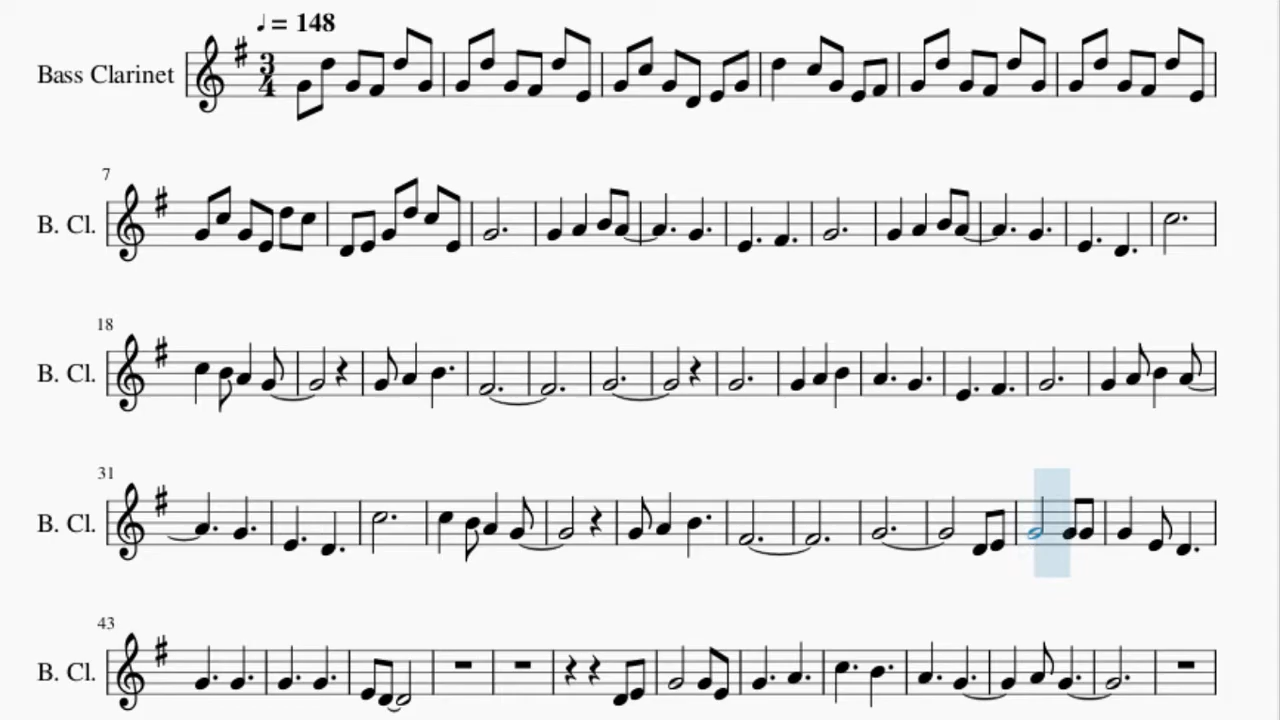 ♩= 148
Bass Clarinet 3 4
7
B. Cl.
18
B. Cl.
31
B. Cl.
43
B. Cl.